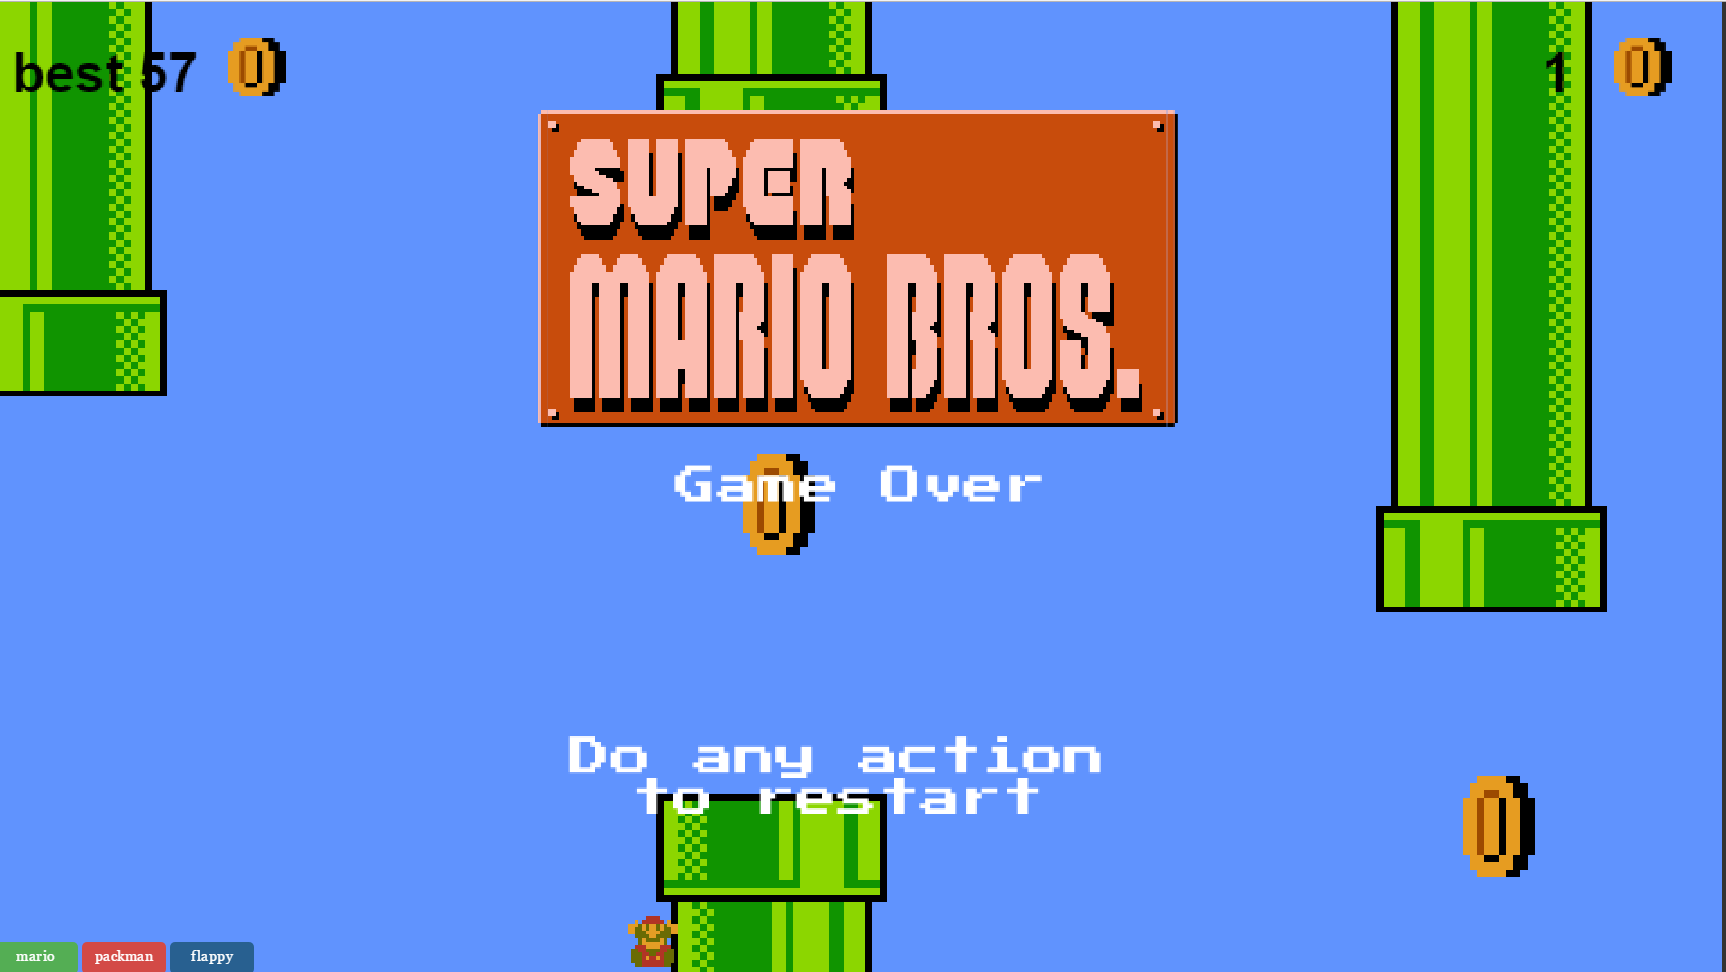 best 57
1
SUPER
MARIO BROS.
Game Over
Do any action
to restart
mario
packman
flappy